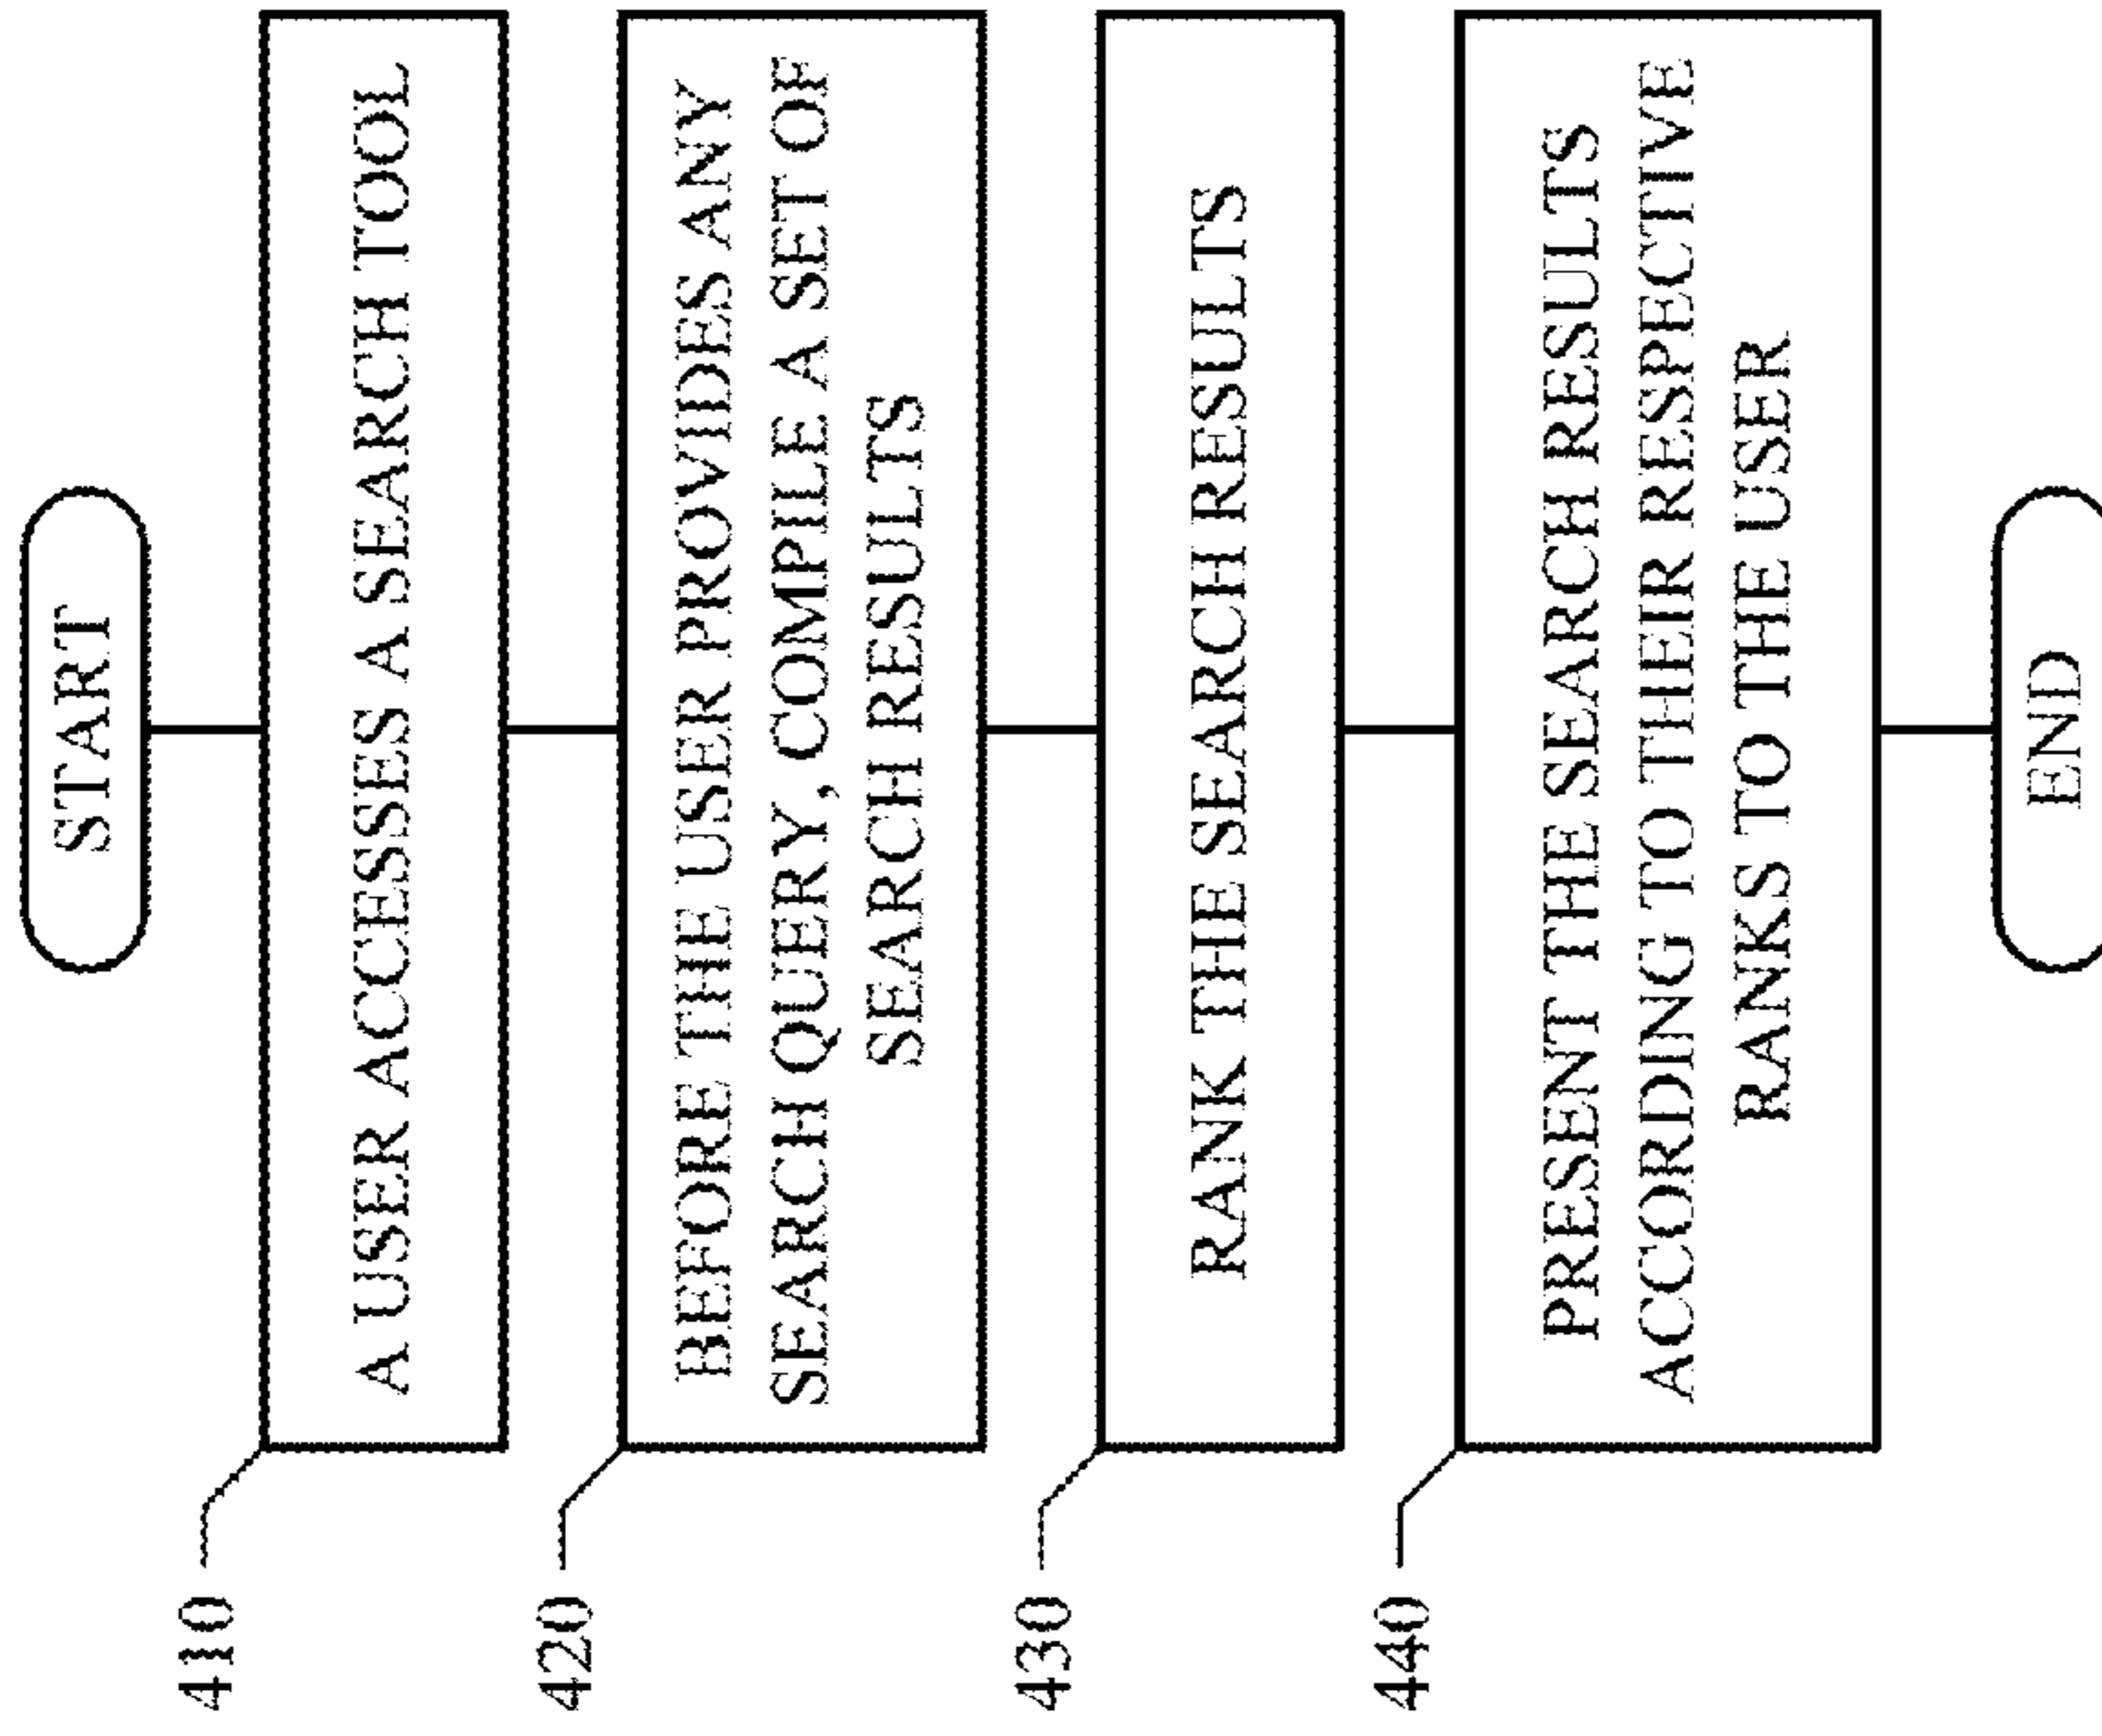 START
410
A USER ACCESSES A SEARCH TOOL
420
BEFORE THE USER PROVIDES ANY
SEARCH QUERY, COMPILE A SET OF
SEARCH RESULTS
430
RANK THE SEARCH RESULTS
440
PRESENT THE SEARCH RESULTS
ACCORDING TO THEIR RESPECTIVE
RANKS TO THE USER
END